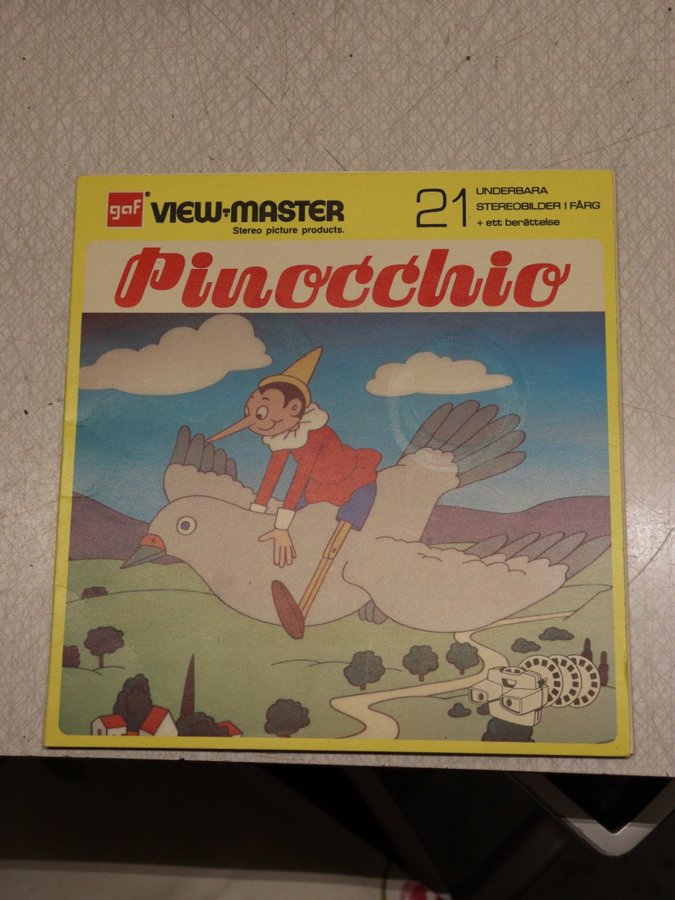 gaf® VIEW-MASTER
Stereo picture products.
21 UNDERBARA
STEREOBILDER I FÄRG
+ ett berättelse
Pinocchio